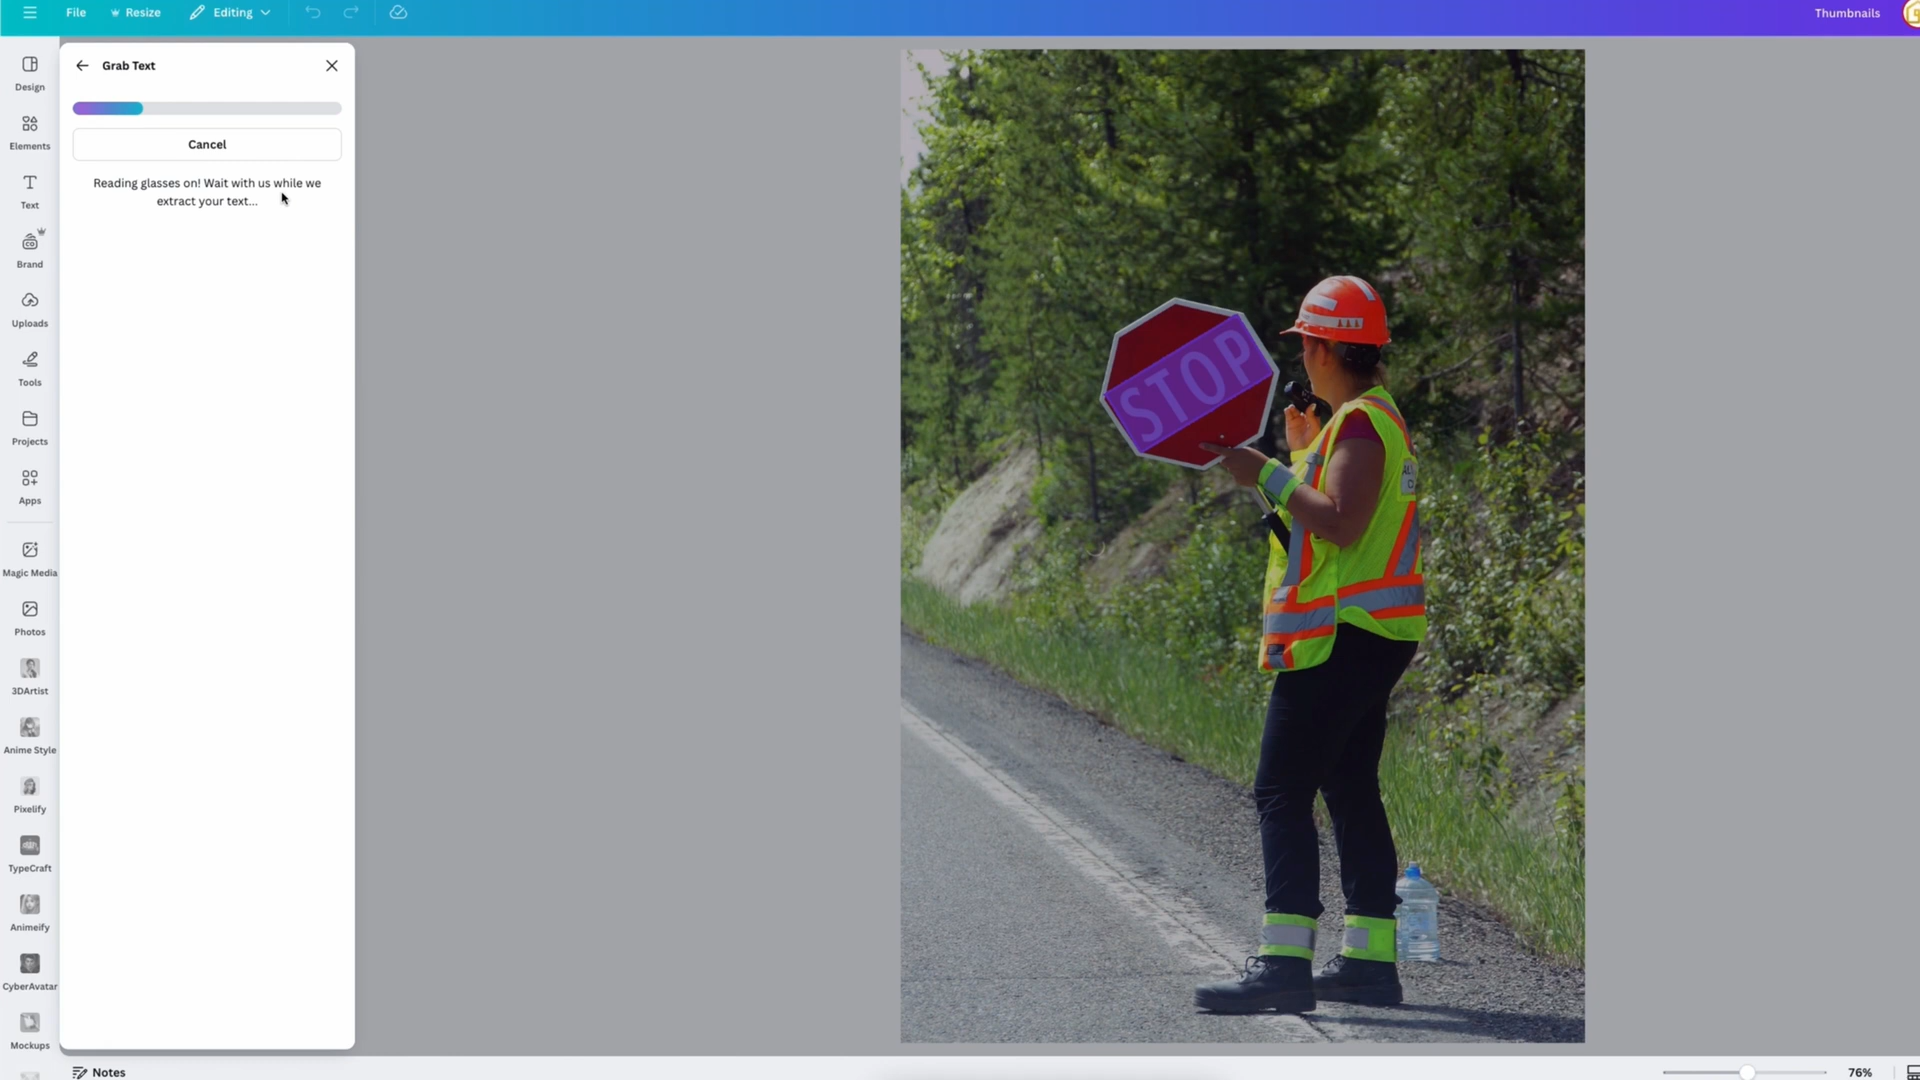 File
Resize
Editing
Thumbnails
Design
Elements
Text
Brand
Uploads
Tools
Projects
Apps
Magic Media
Photos
3DArtist
Anime Style
Pixelify
TypeCraft
Animeify
CyberAvatar
Mockups
Grab Text
Cancel
Reading glasses on! Wait with us while we
extract your text...
STOP
Notes
76%